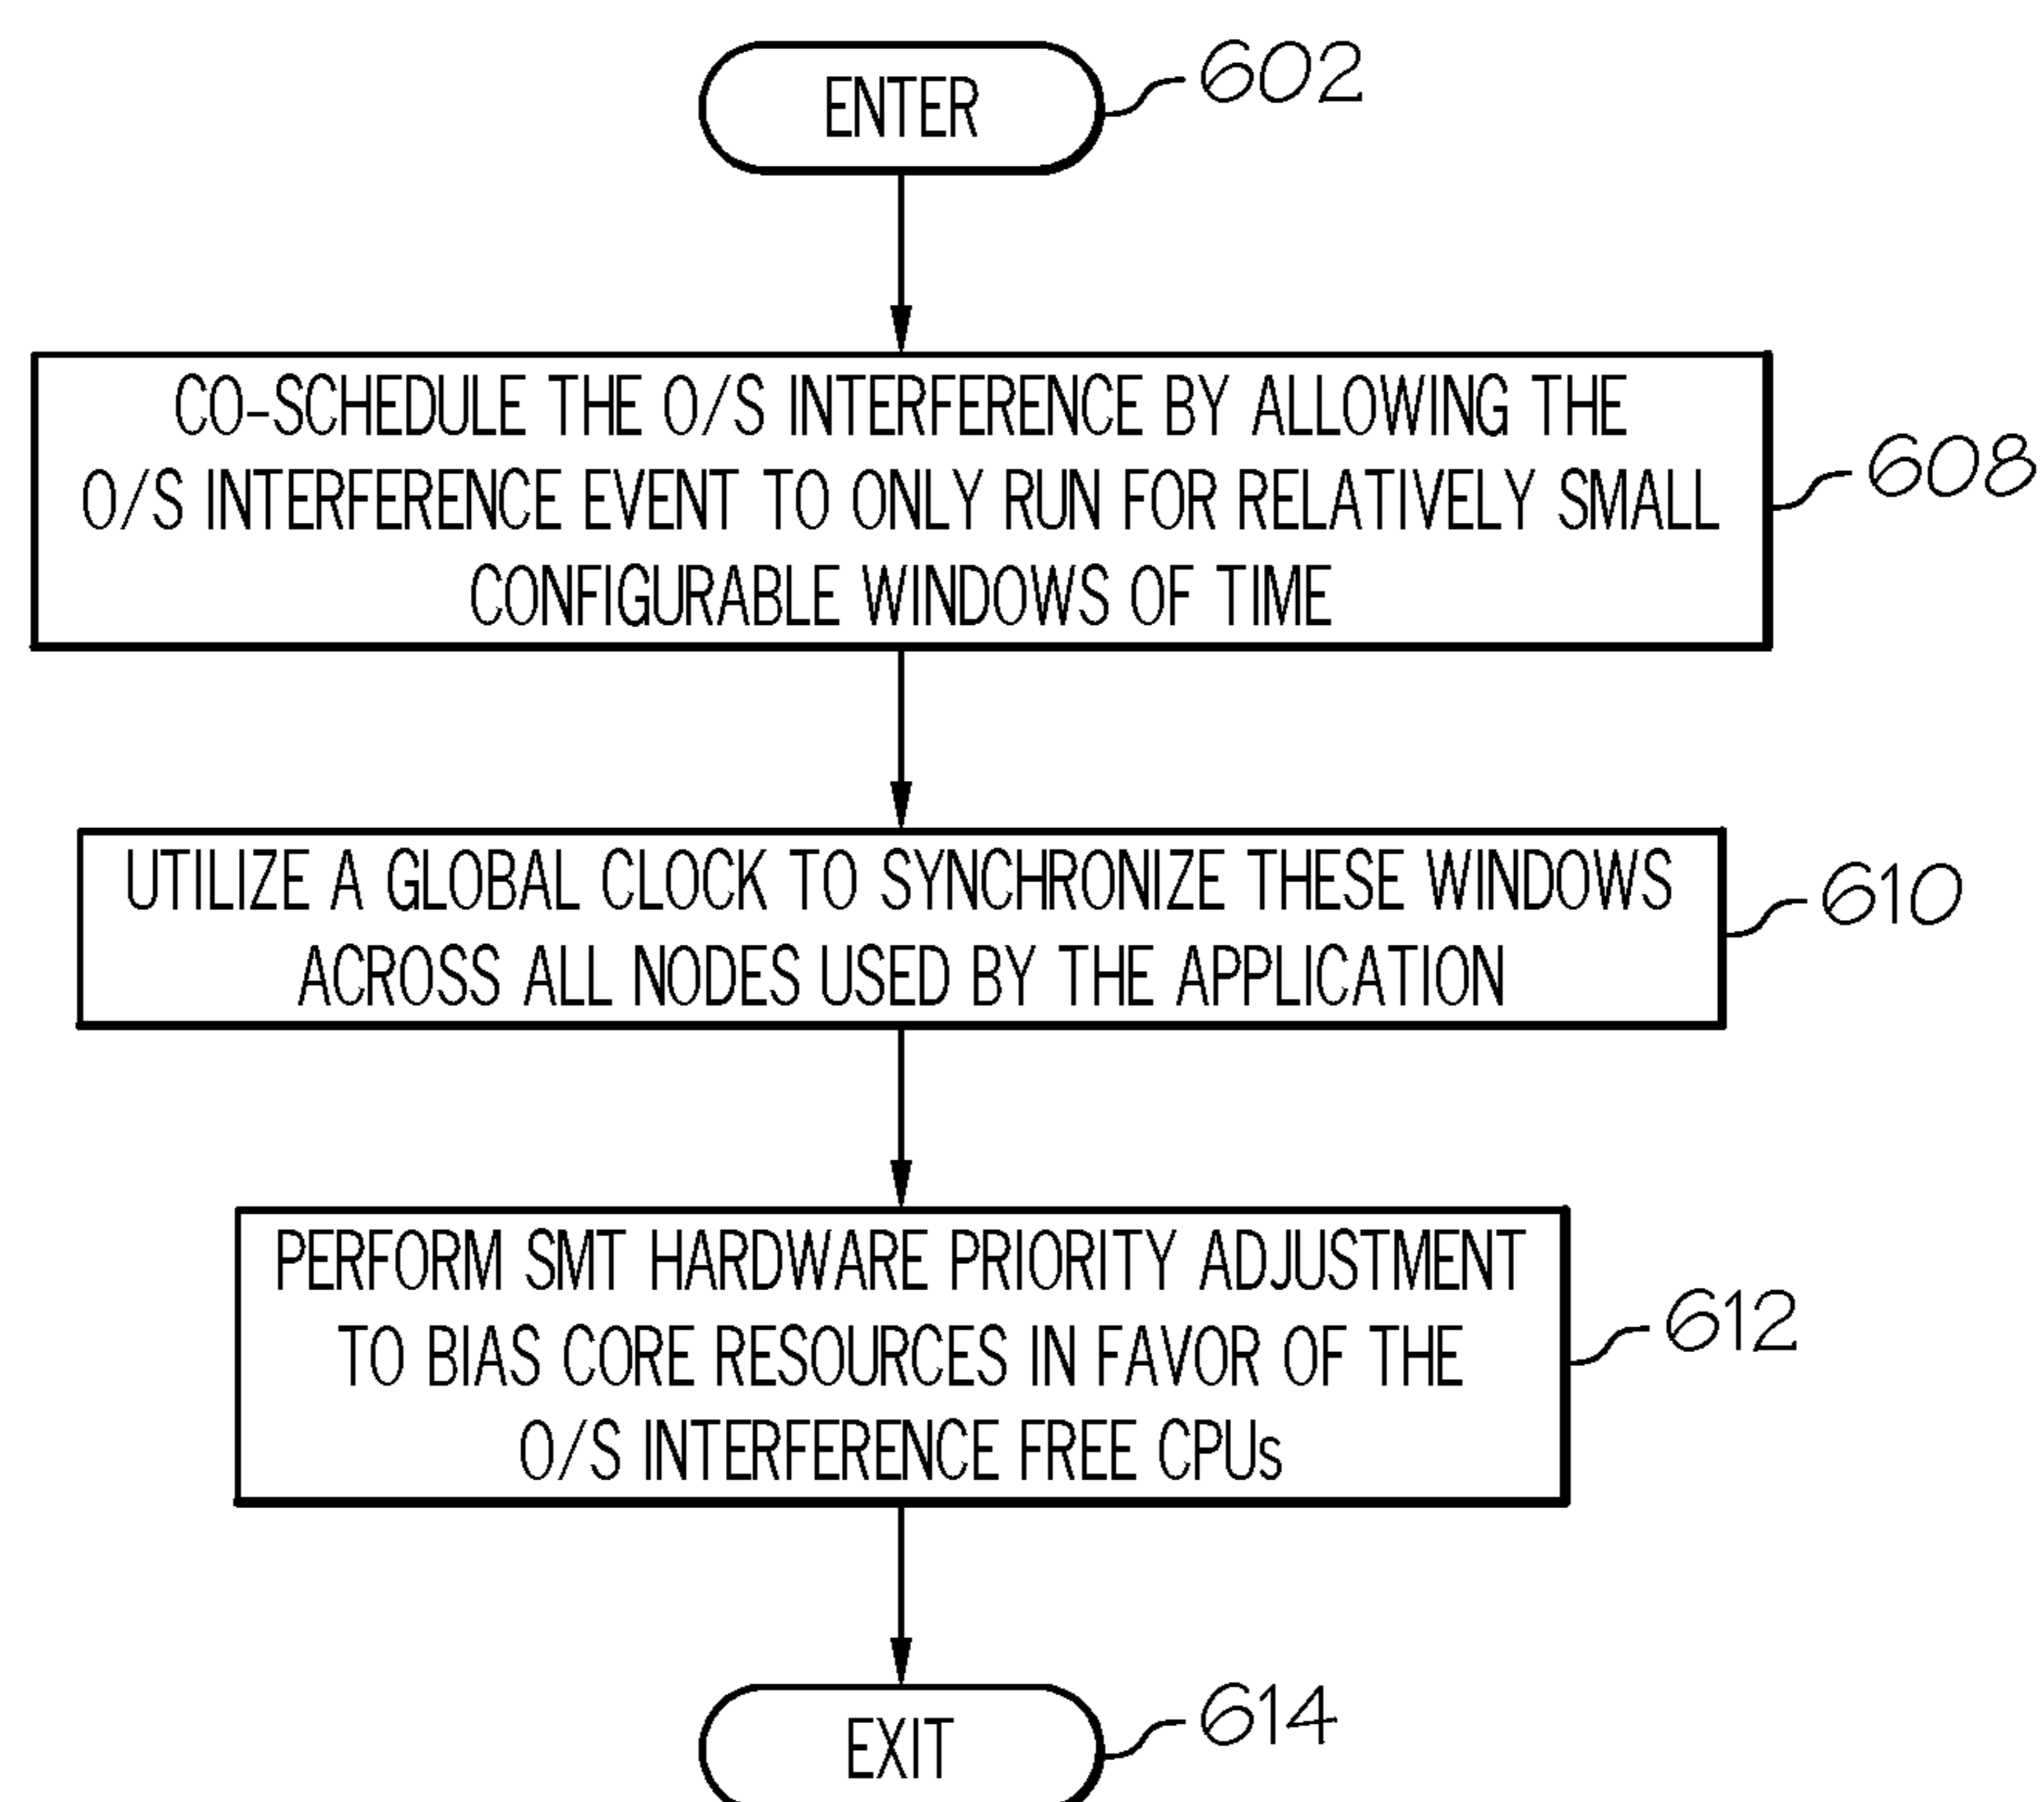 ENTER
602
CO-SCHEDULE THE O/S INTERFERENCE BY ALLOWING THE
O/S INTERFERENCE EVENT TO ONLY RUN FOR RELATIVELY SMALL
CONFIGURABLE WINDOWS OF TIME
608
UTILIZE A GLOBAL CLOCK TO SYNCHRONIZE THESE WINDOWS
ACROSS ALL NODES USED BY THE APPLICATION
610
PERFORM SMT HARDWARE PRIORITY ADJUSTMENT
TO BIAS CORE RESOURCES IN FAVOR OF THE
O/S INTERFERENCE FREE CPUs
612
EXIT
614